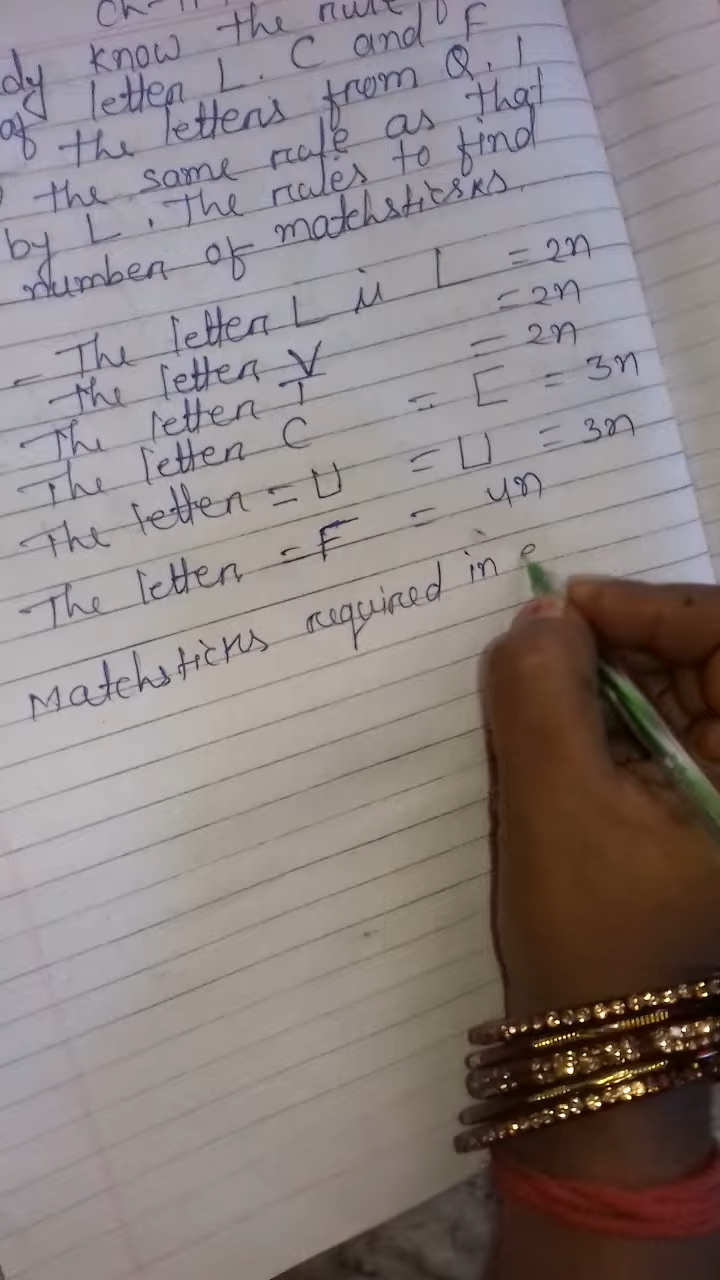 Ch-11
dy know the rule
of letter L. C and F
of the letters from Q. 1
the same rule as that
by L. The rules to find
number of matchsticks.
- The letter L = 2n
The letter V = 2n
The letter T = 2n
The letter C = [ = 3n
The letter = U = U = 3n
The letter = F = 4n
Matchsticks required in e